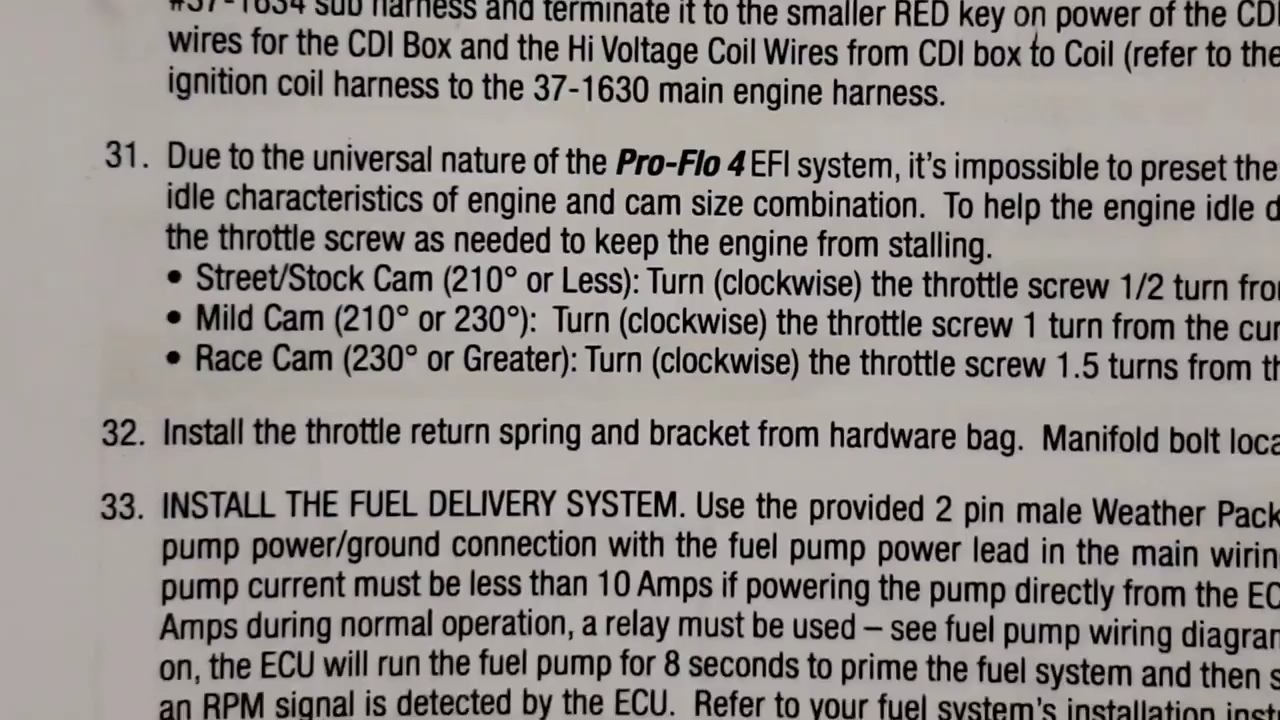 #37-1634 sub harness and terminate it to the smaller RED key on power of the CDI
wires for the CDI Box and the Hi Voltage Coil Wires from CDI box to Coil (refer to the
ignition coil harness to the 37-1630 main engine harness.
31. Due to the universal nature of the Pro-Flo 4 EFI system, it's impossible to preset the
idle characteristics of engine and cam size combination. To help the engine idle
the throttle screw as needed to keep the engine from stalling.
• Street/Stock Cam (210° or Less): Turn (clockwise) the throttle screw 1/2 turn
• Mild Cam (210° or 230°): Turn (clockwise) the throttle screw 1 turn from the
• Race Cam (230° or Greater): Turn (clockwise) the throttle screw 1.5 turns from
32. Install the throttle return spring and bracket from hardware bag. Manifold bolt
33. INSTALL THE FUEL DELIVERY SYSTEM. Use the provided 2 pin male Weather Pack
pump power/ground connection with the fuel pump power lead in the main
pump current must be less than 10 Amps if powering the pump directly from the
Amps during normal operation, a relay must be used – see fuel pump wiring
on, the ECU will run the fuel pump for 8 seconds to prime the fuel system and then
an RPM signal is detected by the ECU. Refer to your fuel system's installation